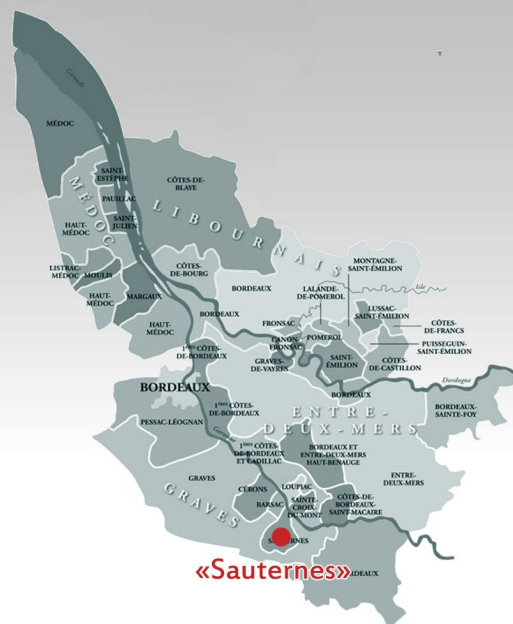 Gironde
MÉDOC
SAINT-
ESTÈPHE
CÔTES-DE-
BLAYE
PAUILLAC
MÉDOC
LIBOURNAIS
SAINT-
JULIEN
HAUT-
MÉDOC
MONTAGNE-
SAINT-ÉMILION
LISTRAC-
MÉDOC
MOULIS
CÔTES-
DE-BOURG
BORDEAUX
LALANDE-
DE-POMEROL
Isle
HAUT-
MÉDOC
MARGAUX
LUSSAC-
SAINT ÉMILION
BORDEAUX
FRONSAC
CÔTES-
DE-FRANCS
HAUT-
MÉDOC
CANON-
FRONSAC
POMEROL
PUISSEGUIN-
SAINT-ÉMILION
1ÈRES CÔTES-
DE-BORDEAUX
GRAVES-
DE-VAYRES
SAINT-
ÉMILION
CÔTES-
DE-CASTILLON
Dordogne
BORDEAUX
BORDEAUX
1ÈRES CÔTES-
DE-BORDEAUX
ENTRE-
DEUX-MERS
BORDEAUX-
SAINTE-FOY
PESSAC-LÉOGNAN
Garonne
1ÈRES CÔTES-
DE-BORDEAUX
ET CADILLAC
BORDEAUX ET
ENTRE-DEUX-MERS
HAUT-BENAUGE
GRAVES
ENTRE-
DEUX-MERS
GRAVES
CÉRONS
LOUPIAC
BARSAC
SAINTE-
CROIX-
DU-MONT
CÔTES-DE-
BORDEAUX-
SAINT-MACAIRE
«Sauternes»